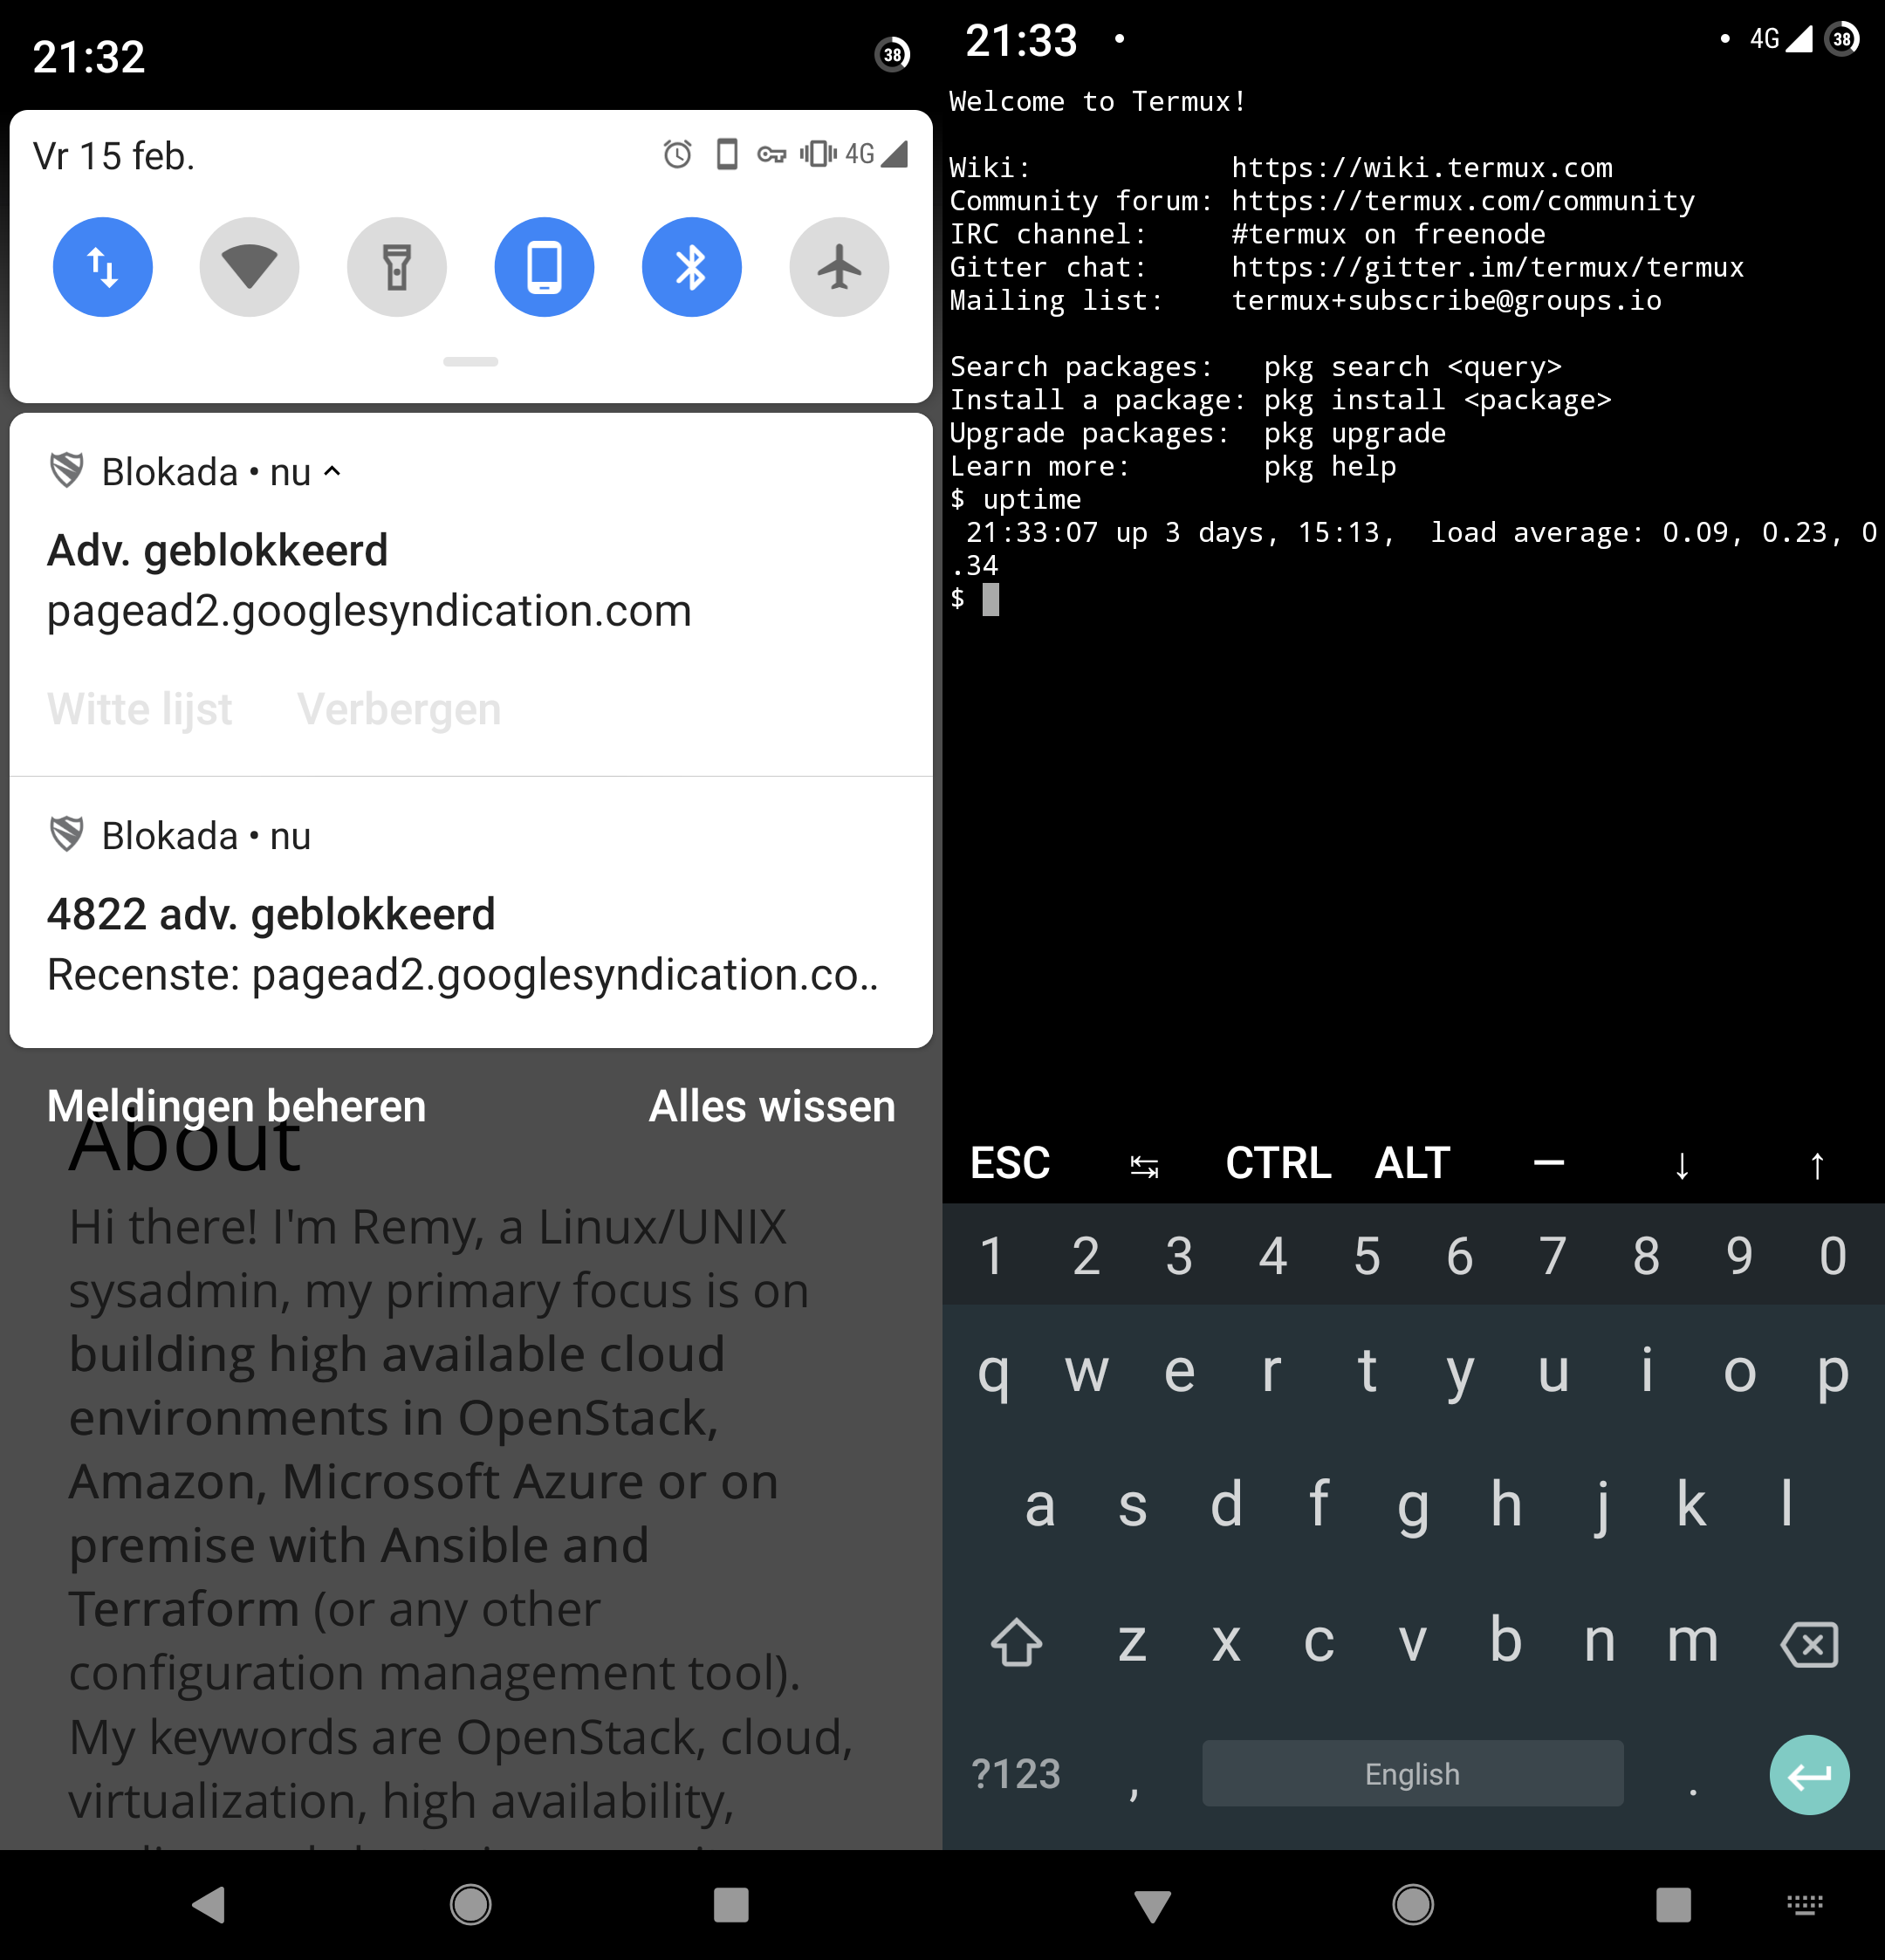 21:32
38
Vr 15 feb.
4G
Blokada • nu
Adv. geblokkeerd
pagead2.googlesyndication.com
Witte lijst Verbergen
Blokada • nu
4822 adv. geblokkeerd
Recenste: pagead2.googlesyndication.co..
Meldingen beheren Alles wissen
About
Hi there! I'm Remy, a Linux/UNIX
sysadmin, my primary focus is on
building high available cloud
environments in OpenStack,
Amazon, Microsoft Azure or on
premise with Ansible and
Terraform (or any other
configuration management tool).
My keywords are OpenStack, cloud,
virtualization, high availability,
21:33 • • 4G 38
Welcome to Termux!
Wiki: https://wiki.termux.com
Community forum: https://termux.com/community
IRC channel: #termux on freenode
Gitter chat: https://gitter.im/termux/termux
Mailing list: termux+subscribe@groups.io
Search packages: pkg search <query>
Install a package: pkg install <package>
Upgrade packages: pkg upgrade
Learn more: pkg help
$ uptime
21:33:07 up 3 days, 15:13, load average: 0.09, 0.23, 0
.34
$
ESC ↹ CTRL ALT — ↓ ↑
1 2 3 4 5 6 7 8 9 0
q w e r t y u i o p
a s d f g h j k l
z x c v b n m
?123 , English .